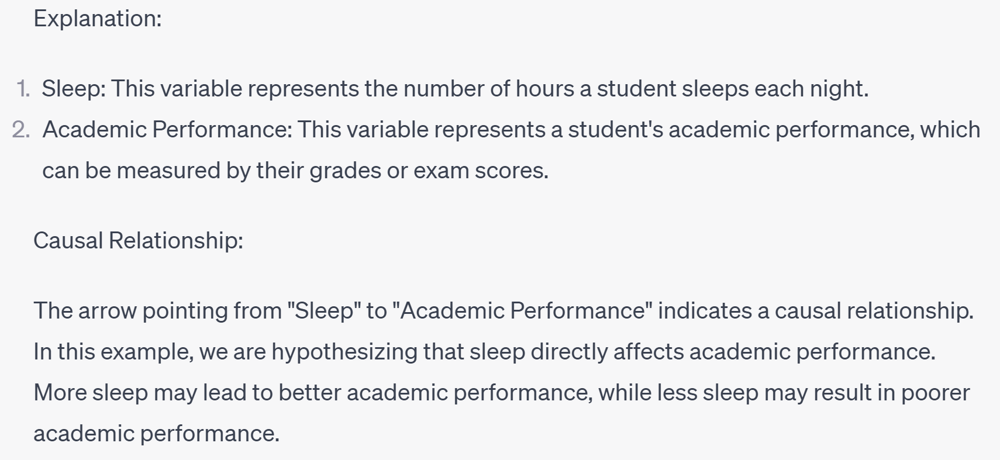 Explanation:
1. Sleep: This variable represents the number of hours a student sleeps each night.
2. Academic Performance: This variable represents a student's academic performance, which
can be measured by their grades or exam scores.
Causal Relationship:
The arrow pointing from "Sleep" to "Academic Performance" indicates a causal relationship.
In this example, we are hypothesizing that sleep directly affects academic performance.
More sleep may lead to better academic performance, while less sleep may result in poorer
academic performance.